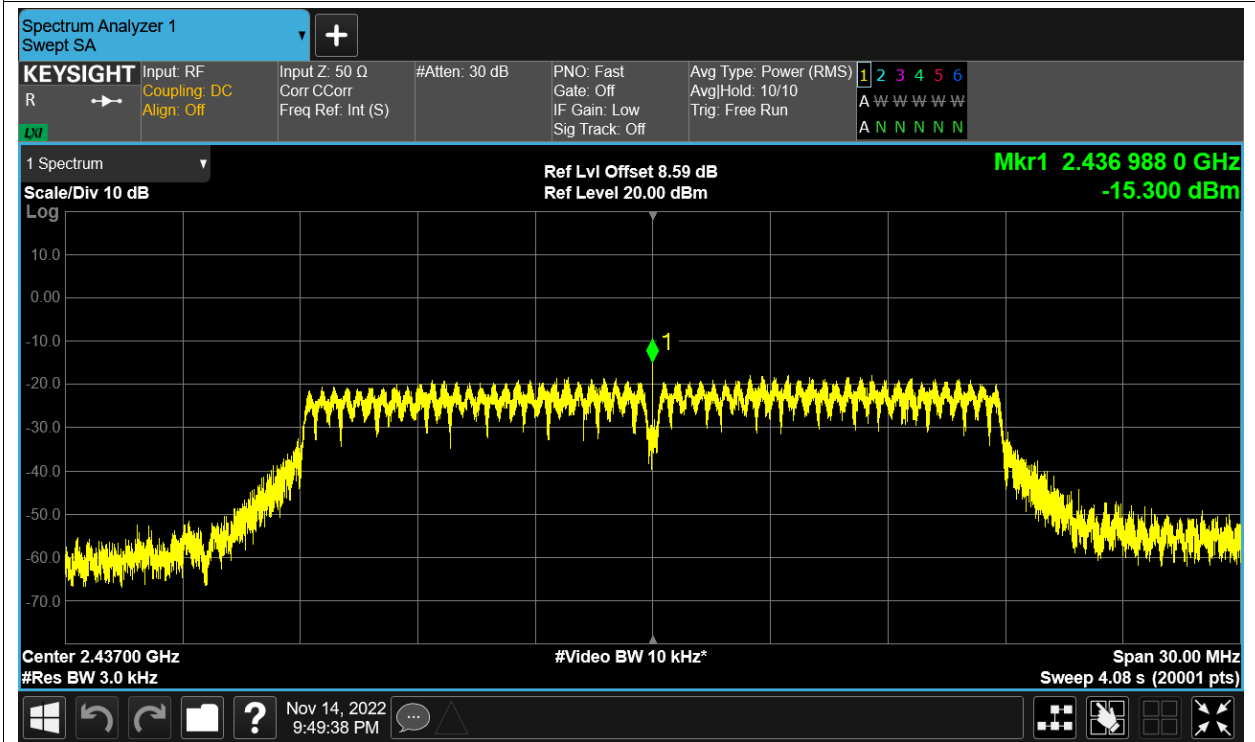 Spectrum Analyzer 1
Swept SA
+
KEYSIGHT
R
LXI
Input: RF
Coupling: DC
Align: Off
Input Z: 50 Ω
Corr CCorr
Freq Ref: Int (S)
#Atten: 30 dB
PNO: Fast
Gate: Off
IF Gain: Low
Sig Track: Off
Avg Type: Power (RMS)
Avg|Hold: 10/10
Trig: Free Run
1 2 3 4 5 6
A W W W W W
A N N N N N
1 Spectrum
Scale/Div 10 dB
Log
Ref Lvl Offset 8.59 dB
Ref Level 20.00 dBm
Mkr1 2.436 988 0 GHz
-15.300 dBm
10.0
0.00
-10.0
1
-20.0
-30.0
-40.0
-50.0
-60.0
-70.0
Center 2.43700 GHz
#Res BW 3.0 kHz
#Video BW 10 kHz*
Span 30.00 MHz
Sweep 4.08 s (20001 pts)
?
Nov 14, 2022
9:49:38 PM